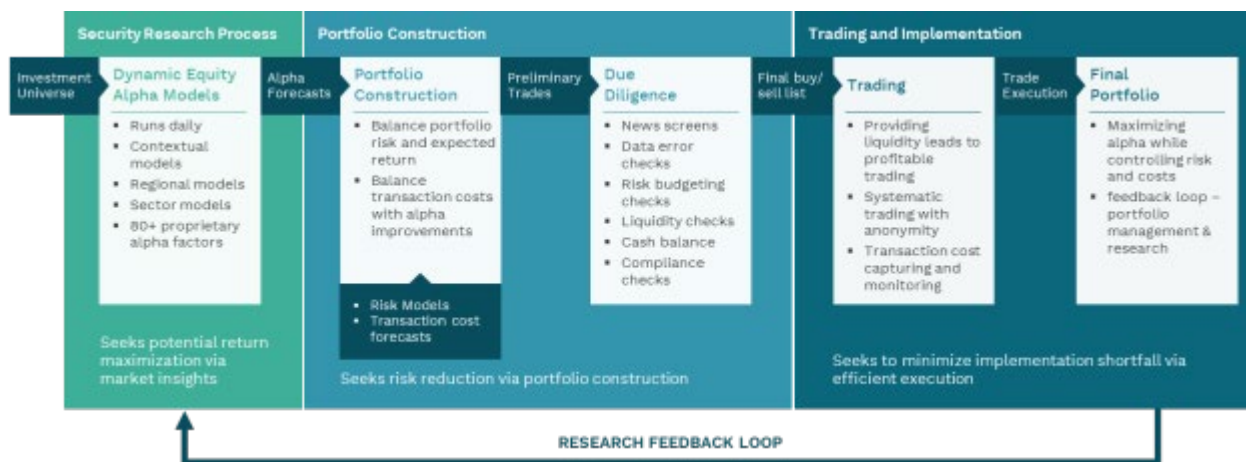 Security Research Process
Portfolio Construction
Trading and Implementation
Investment
Universe
Dynamic Equity
Alpha Models
▪ Runs daily
▪ Contextual
models
▪ Regional models
▪ Sector models
▪ 80+ proprietary
alpha factors
Alpha
Forecasts
Portfolio
Construction
▪ Balance portfolio
risk and expected
return
▪ Balance
transaction costs
with alpha
improvements
▪ Risk Models
▪ Transaction cost
forecasts
Preliminary
Trades
Due
Diligence
▪ News screens
▪ Data error
checks
▪ Risk budgeting
checks
▪ Liquidity checks
▪ Cash balance
▪ Compliance
checks
Final buy/
sell list
Trading
▪ Providing
liquidity leads to
profitable
trading
▪ Systematic
trading with
anonymity
▪ Transaction cost
capturing and
monitoring
Trade
Execution
Final
Portfolio
▪ Maximizing
alpha while
controlling risk
and costs
▪ feedback loop –
portfolio
management &
research
Seeks potential return
maximization via
market insights
Seeks risk reduction via portfolio construction
Seeks to minimize implementation shortfall via
efficient execution
RESEARCH FEEDBACK LOOP